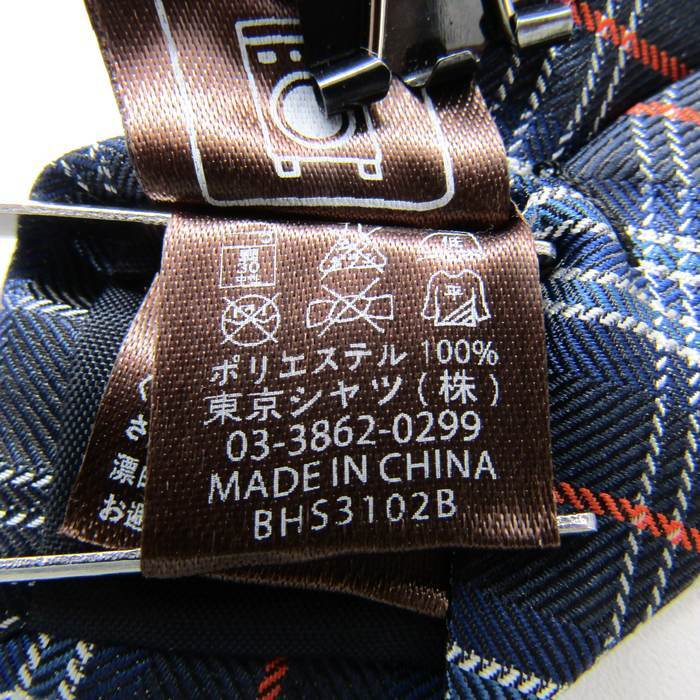 ポリエステル 100%
東京シャツ(株)
03-3862-0299
MADE IN CHINA
BHS3102B